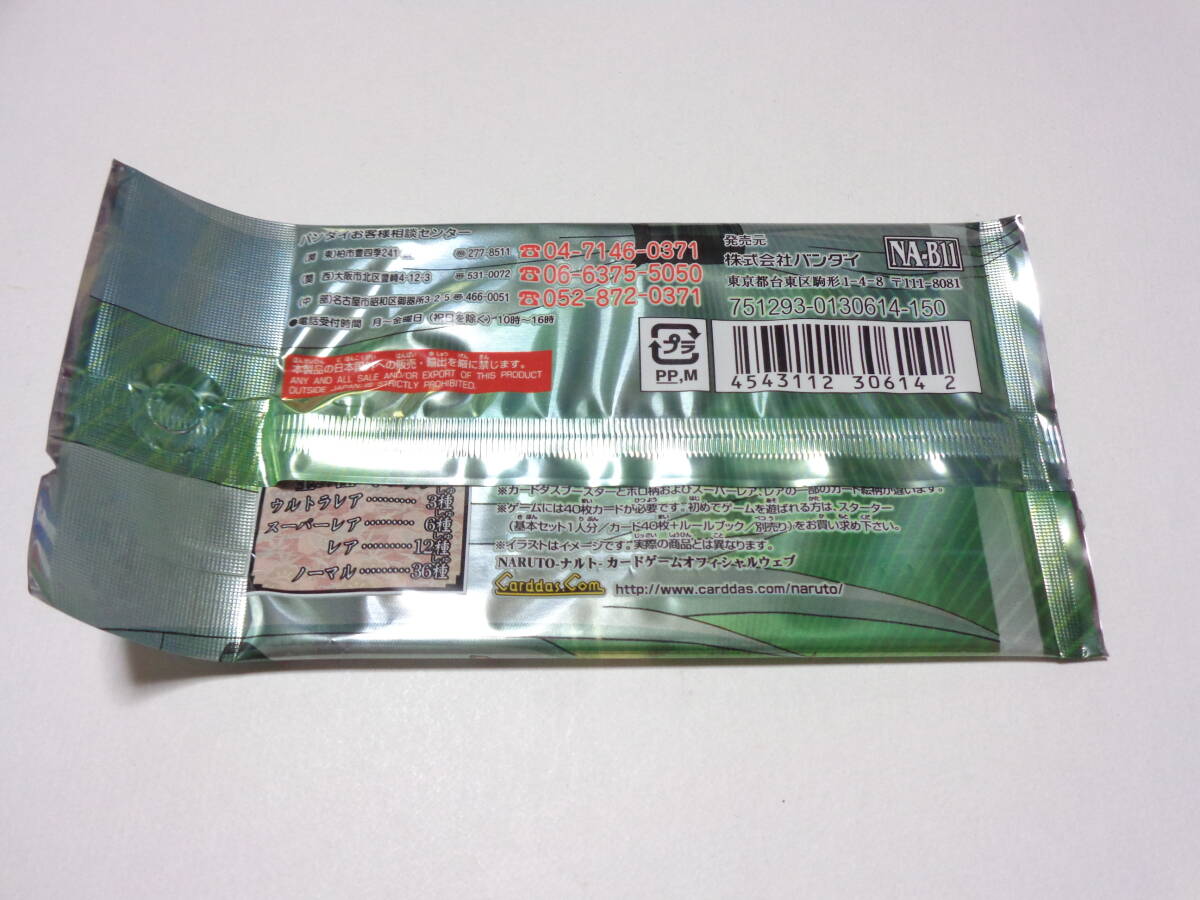 バンダイお客様相談センター
(関 東)柏市豊四季241 〠277-8511 ☎04-7146-0371
(関 西)大阪市北区豊崎4-12-3 〠531-0072 ☎06-6375-5050
(中 部)名古屋市昭和区御器所3-2-5 〠466-0051 ☎052-872-0371
●電話受付時間 月〜金曜日(祝日を除く)10時〜16時
本製品の日本国外への販売・輸出を厳に禁じます。
ANY AND ALL SALE AND/OR EXPORT OF THIS PRODUCT
OUTSIDE JAPAN IS STRICTLY PROHIBITED.
発売元
株式会社バンダイ
NA-B11
東京都台東区駒形1-4-8 〒111-8081
751293-0130614-150
プラ
PP,M
4543112 306142
ウルトラレア……… 3種
スーパーレア……… 6種
レア………12種
ノーマル………36種
※カードダスブースターとホロ柄およびスーパーレア、レアの一部のカード絵柄が違います。
※ゲームには40枚カードが必要です。初めてゲームを遊ばれる方は、スターター
(基本セット1人分/カード40枚+ルールブック/別売り)をお買い求め下さい。
※イラストはイメージです。実際の商品とは異なります。
NARUTO-ナルト- カードゲームオフィシャルウェブ
Carddas.Com http://www.carddas.com/naruto/